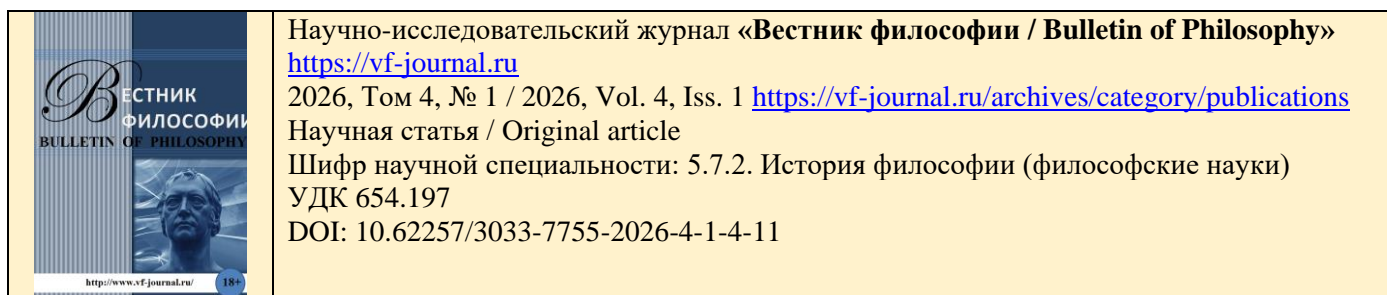 ВЕСТНИК
ФИЛОСОФИИ
BULLETIN OF PHILOSOPHY
http://www.vf-journal.ru/
18+
Научно-исследовательский журнал «Вестник философии / Bulletin of Philosophy»
https://vf-journal.ru
2026, Том 4, № 1 / 2026, Vol. 4, Iss. 1 https://vf-journal.ru/archives/category/publications
Научная статья / Original article
Шифр научной специальности: 5.7.2. История философии (философские науки)
УДК 654.197
DOI: 10.62257/3033-7755-2026-4-1-4-11